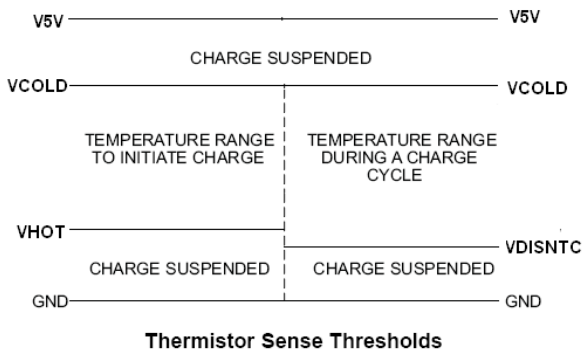 V5V
V5V
CHARGE SUSPENDED
VCOLD
VCOLD
TEMPERATURE RANGE
TO INITIATE CHARGE
TEMPERATURE RANGE
DURING A CHARGE
CYCLE
VHOT
VDISNTC
CHARGE SUSPENDED
CHARGE SUSPENDED
GND
GND
Thermistor Sense Thresholds